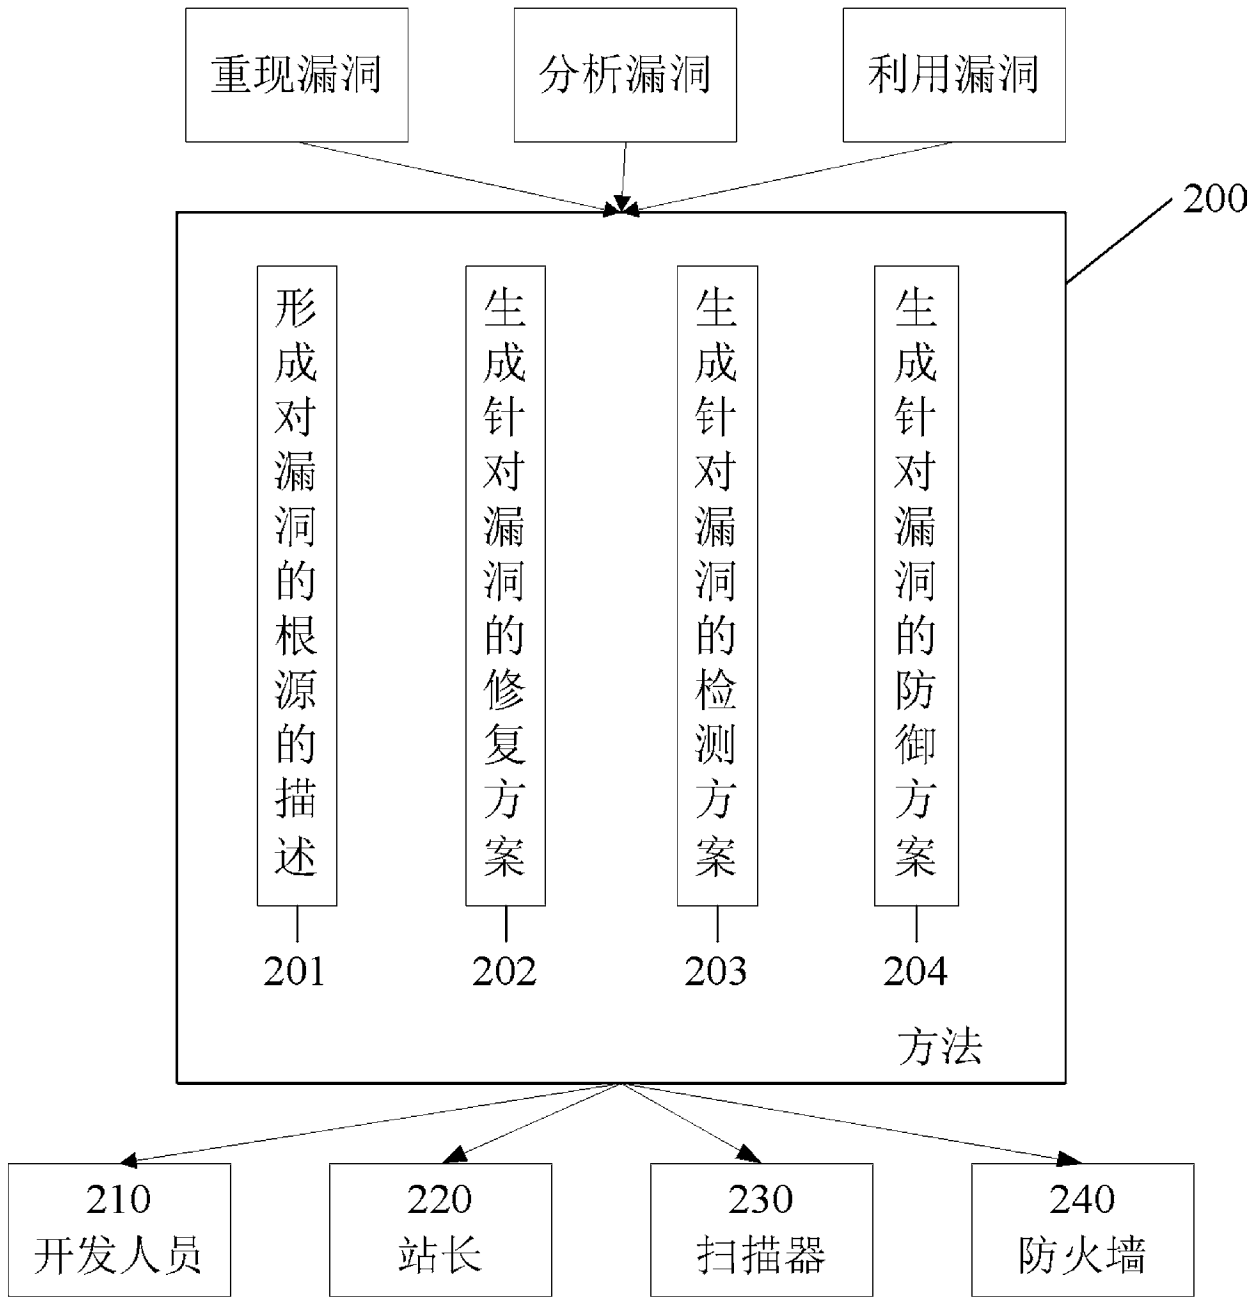 重现漏洞
分析漏洞
利用漏洞
200
形成对漏洞的根源的描述
生成针对漏洞的修复方案
生成针对漏洞的检测方案
生成针对漏洞的防御方案
201
202
203
204
方法
210
开发人员
220
站长
230
扫描器
240
防火墙